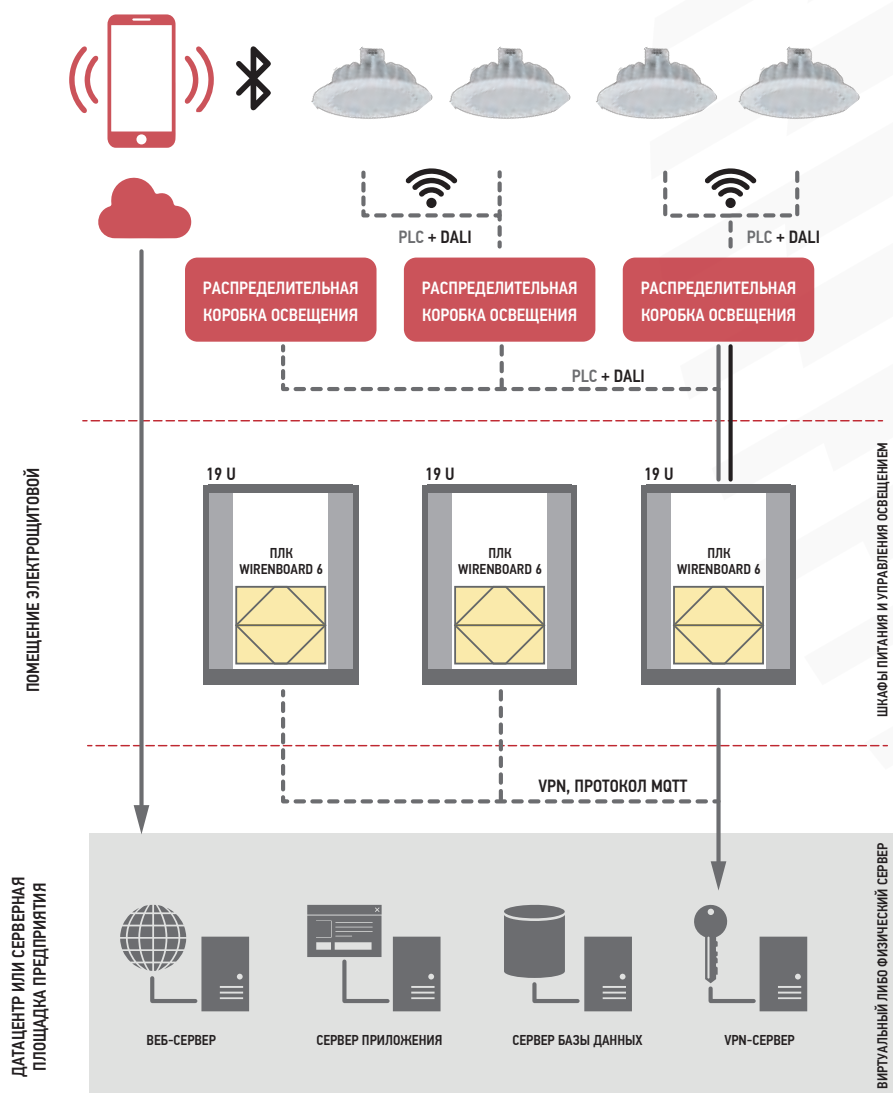 PLC + DALI
PLC + DALI
РАСПРЕДЕЛИТЕЛЬНАЯ
КОРОБКА ОСВЕЩЕНИЯ
РАСПРЕДЕЛИТЕЛЬНАЯ
КОРОБКА ОСВЕЩЕНИЯ
РАСПРЕДЕЛИТЕЛЬНАЯ
КОРОБКА ОСВЕЩЕНИЯ
PLC + DALI
ПОМЕЩЕНИЕ ЭЛЕКТРОЩИТОВОЙ
19 U
19 U
19 U
ПЛК
WIRENBOARD 6
ПЛК
WIRENBOARD 6
ПЛК
WIRENBOARD 6
ШКАФЫ ПИТАНИЯ И УПРАВЛЕНИЯ ОСВЕЩЕНИЕМ
VPN, ПРОТОКОЛ MQTT
ДАТАЦЕНТР ИЛИ СЕРВЕРНАЯ
ПЛОЩАДКА ПРЕДПРИЯТИЯ
ВЕБ-СЕРВЕР
СЕРВЕР ПРИЛОЖЕНИЯ
СЕРВЕР БАЗЫ ДАННЫХ
VPN-СЕРВЕР
ВИРТУАЛЬНЫЙ ЛИБО ФИЗИЧЕСКИЙ СЕРВЕР